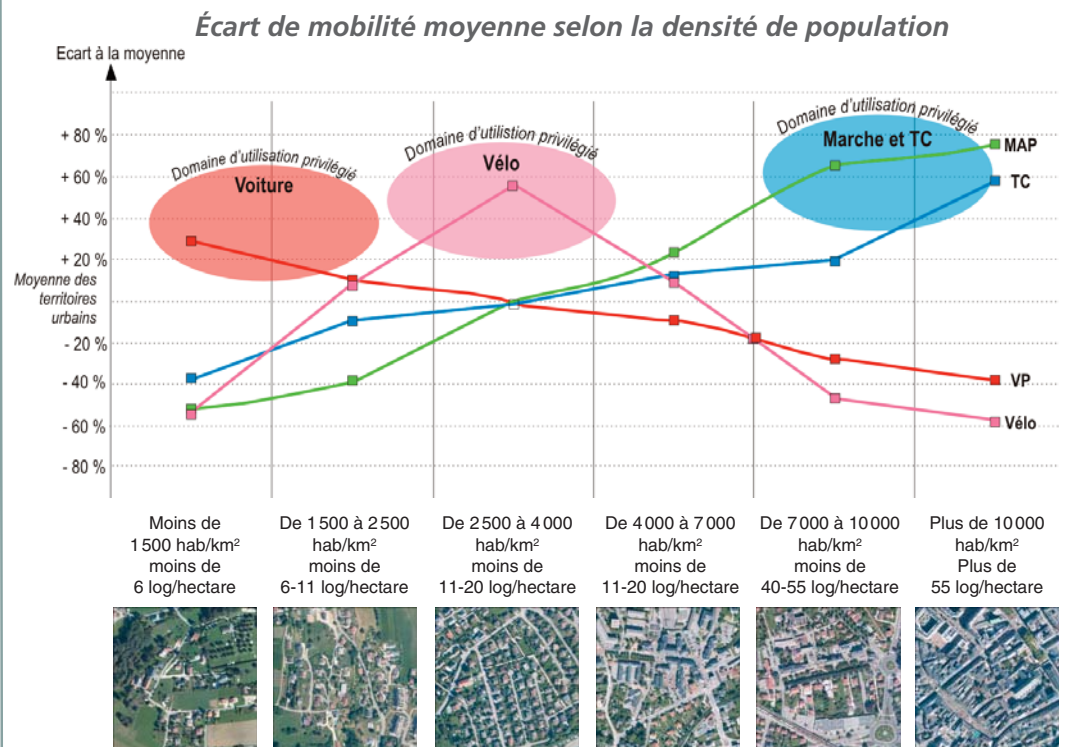 Écart de mobilité moyenne selon la densité de population
Ecart à la moyenne
+ 80 %
+ 60 %
+ 40 %
+ 20 %
Moyenne des
territoires
urbains
- 20 %
- 40 %
- 60 %
- 80 %
Domaine d'utilisation privilégié
Voiture
Domaine d'utilistion privilégié
Vélo
Domaine d'utilisation privilégié
Marche et TC
MAP
TC
VP
Vélo
Moins de
1 500 hab/km²
moins de
6 log/hectare
De 1 500 à 2 500
hab/km²
moins de
6-11 log/hectare
De 2 500 à 4 000
hab/km²
moins de
11-20 log/hectare
De 4 000 à 7 000
hab/km²
moins de
11-20 log/hectare
De 7 000 à 10 000
hab/km²
moins de
40-55 log/hectare
Plus de 10 000
hab/km²
Plus de
55 log/hectare